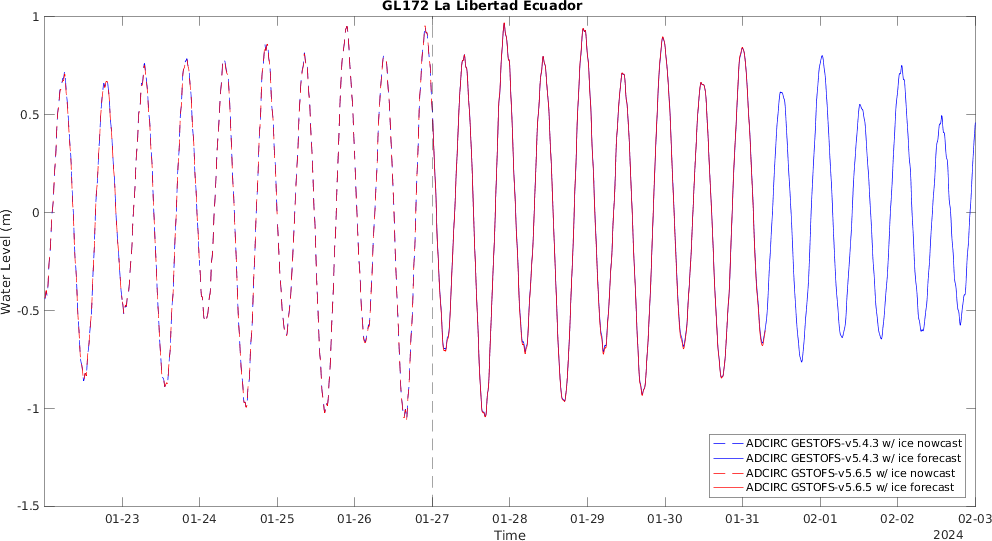 GL172 La Libertad Ecuador
1
0.5
0
-0.5
-1
-1.5
Water Level (m)
ADCIRC GESTOFS-v5.4.3 w/ ice nowcast
ADCIRC GESTOFS-v5.4.3 w/ ice forecast
ADCIRC GSTOFS-v5.6.5 w/ ice nowcast
ADCIRC GSTOFS-v5.6.5 w/ ice forecast
01-23 01-24 01-25 01-26 01-27 01-28 01-29 01-30 01-31 02-01 02-02 02-03
Time
2024